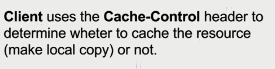 Client uses the Cache-Control header to
determine wheter to cache the resource
(make local copy) or not.